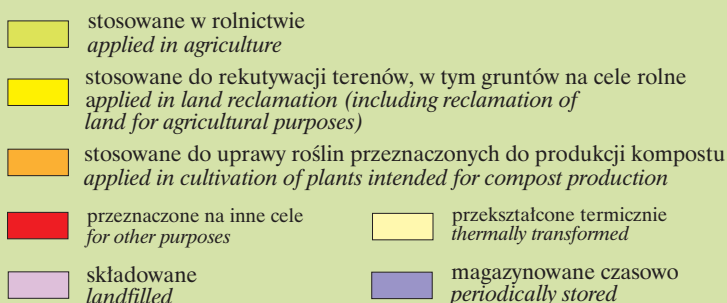 stosowane w rolnictwie
applied in agriculture
stosowane do rekutywacji terenów, w tym gruntów na cele rolne
applied in land reclamation (including reclamation of
land for agricultural purposes)
stosowane do uprawy roślin przeznaczonych do produkcji kompostu
applied in cultivation of plants intended for compost production
przeznaczone na inne cele
for other purposes
przekształcone termicznie
thermally transformed
składowane
landfilled
magazynowane czasowo
periodically stored